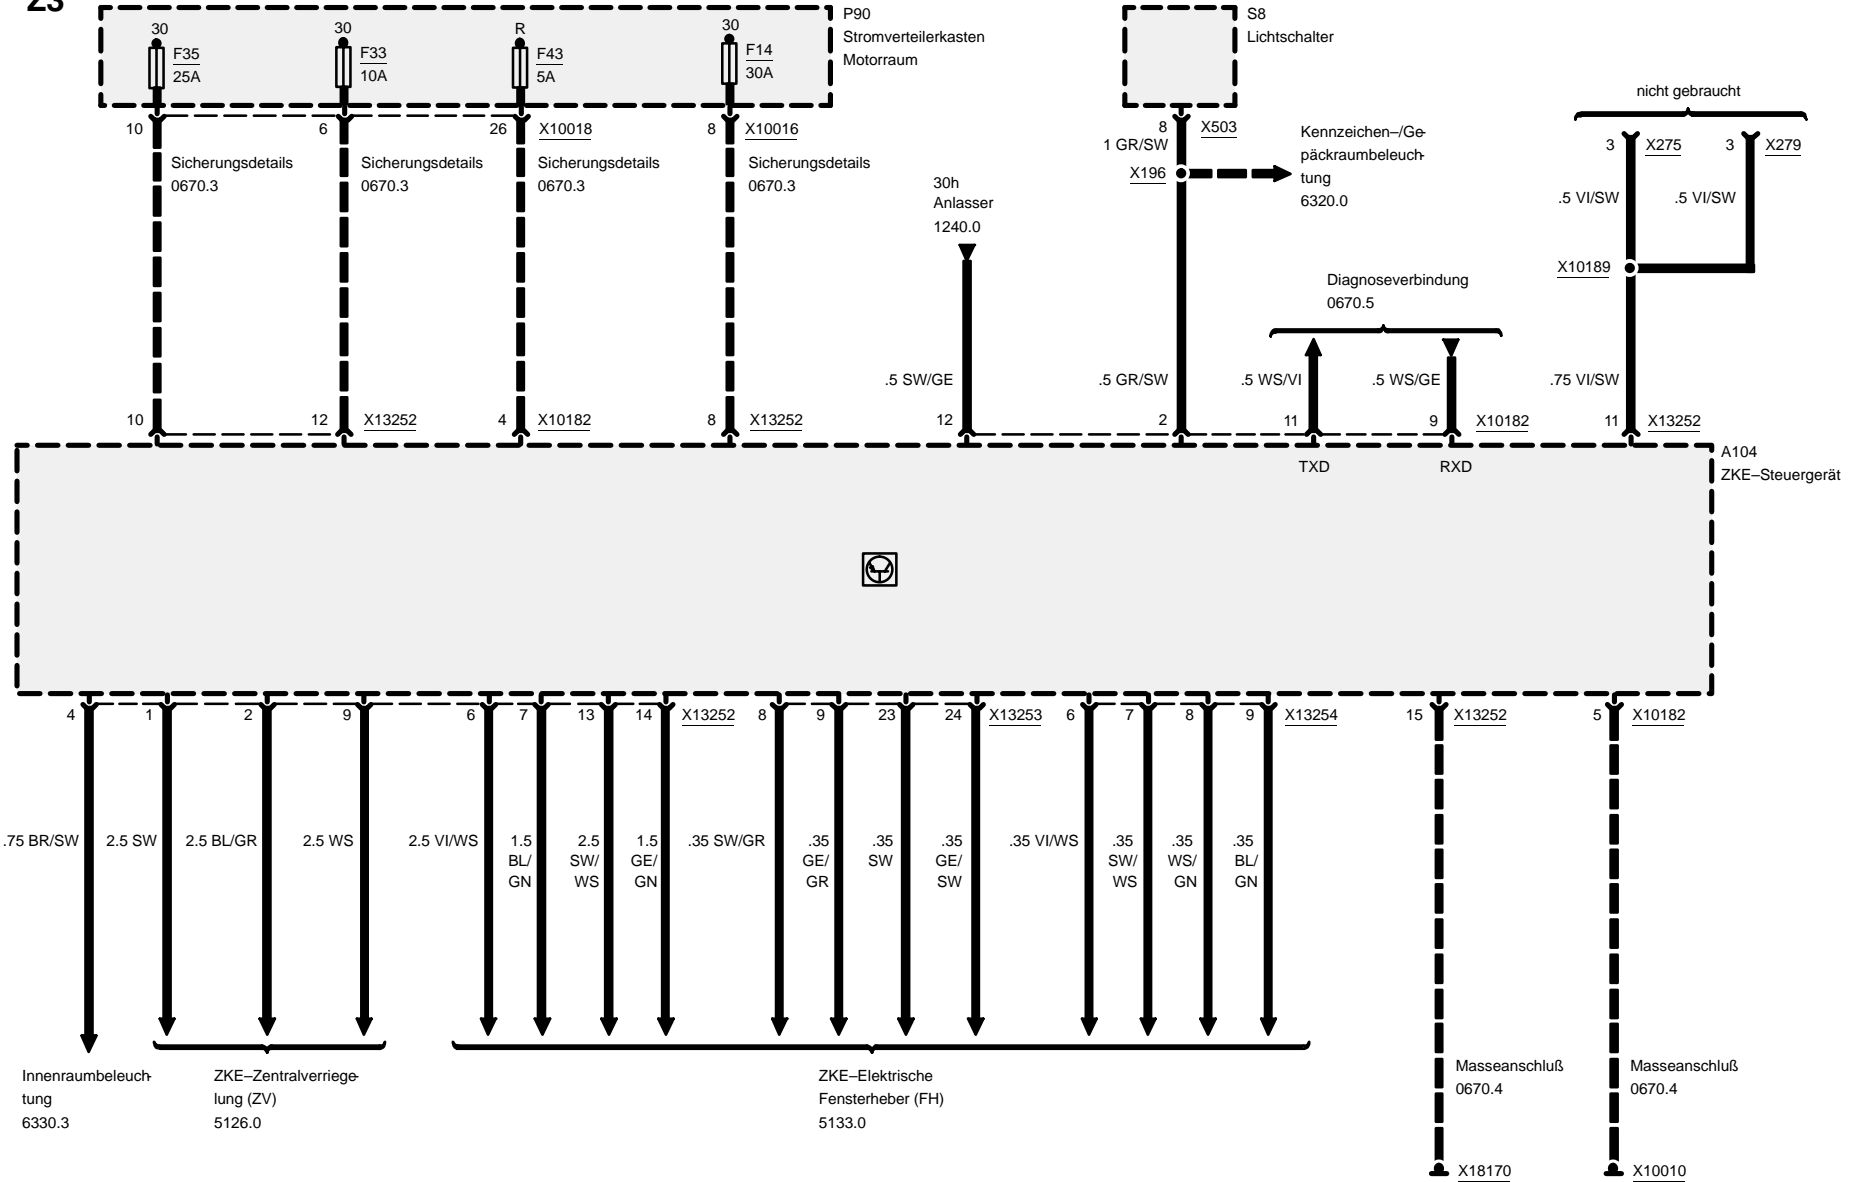 Z3
30
F35
25A
30
F33
10A
R
F43
5A
30
F14
30A
P90
Stromverteilerkasten
Motorraum
S8
Lichtschalter
nicht gebraucht
10
6
26
X10018
8
X10016
8
X503
1 GR/SW
X196
Kennzeichen–/Ge-
päckraumbeleuch-
tung
6320.0
3
X275
3
X279
Sicherungsdetails
0670.3
Sicherungsdetails
0670.3
Sicherungsdetails
0670.3
Sicherungsdetails
0670.3
30h
Anlasser
1240.0
.5 VI/SW
.5 VI/SW
X10189
Diagnoseverbindung
0670.5
.5 SW/GE
.5 GR/SW
.5 WS/VI
.5 WS/GE
.75 VI/SW
10
12
X13252
4
X10182
8
X13252
12
2
11
9
X10182
11
X13252
TXD
RXD
A104
ZKE–Steuergerät
4
1
2
9
6
7
13
14
X13252
8
9
23
24
X13253
6
7
8
9
X13254
15
X13252
5
X10182
.75 BR/SW
2.5 SW
2.5 BL/GR
2.5 WS
2.5 VI/WS
1.5
BL/
GN
2.5
SW/
WS
1.5
GE/
GN
.35 SW/GR
.35
GE/
GR
.35
SW
.35
GE/
SW
.35 VI/WS
.35
SW/
WS
.35
WS/
GN
.35
BL/
GN
Innenraumbeleuch-
tung
6330.3
ZKE–Zentralverriege-
lung (ZV)
5126.0
ZKE–Elektrische
Fensterheber (FH)
5133.0
Masseanschluß
0670.4
Masseanschluß
0670.4
X18170
X10010